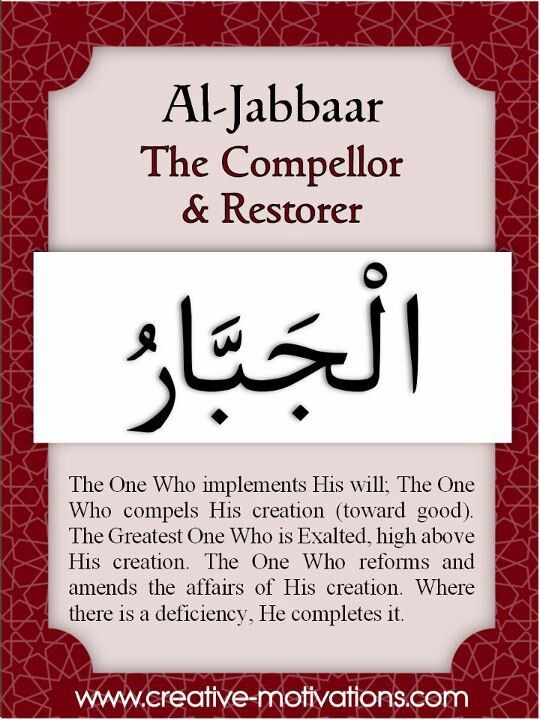 Al-Jabbaar
The Compellor
& Restorer
الْجَبَّارُ
The One Who implements His will; The One
Who compels His creation (toward good).
The Greatest One Who is Exalted, high above
His creation. The One Who reforms and
amends the affairs of His creation. Where
there is a deficiency, He completes it.
www.creative-motivations.com